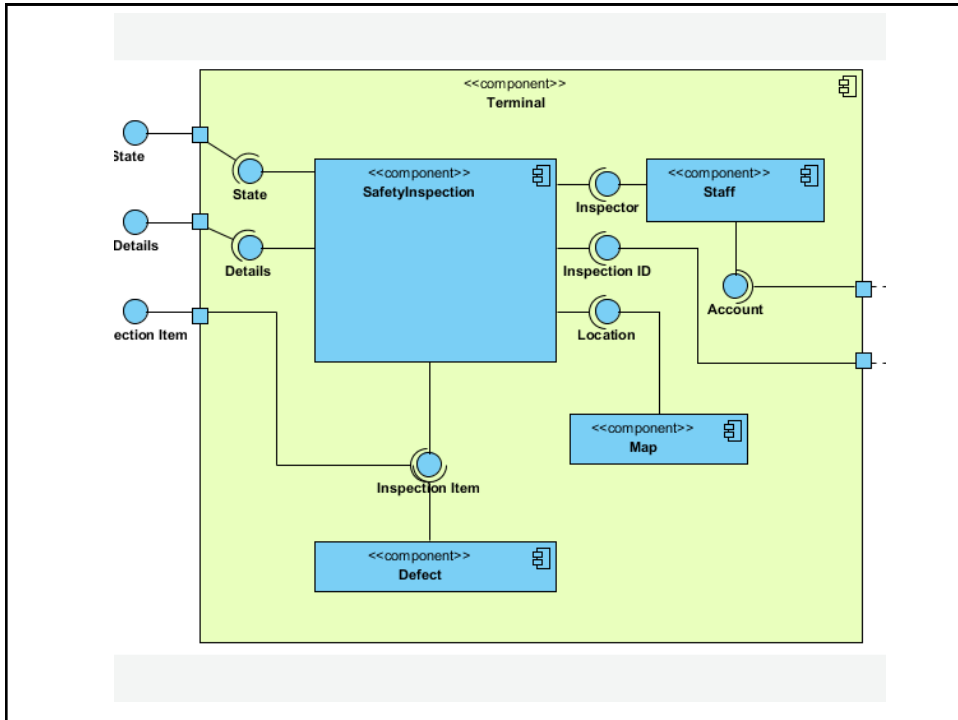 <<component>>
Terminal
State
State
<<component>>
SafetyInspection
Inspector
<<component>>
Staff
Details
Details
Inspection ID
Account
ection Item
Location
<<component>>
Map
Inspection Item
<<component>>
Defect